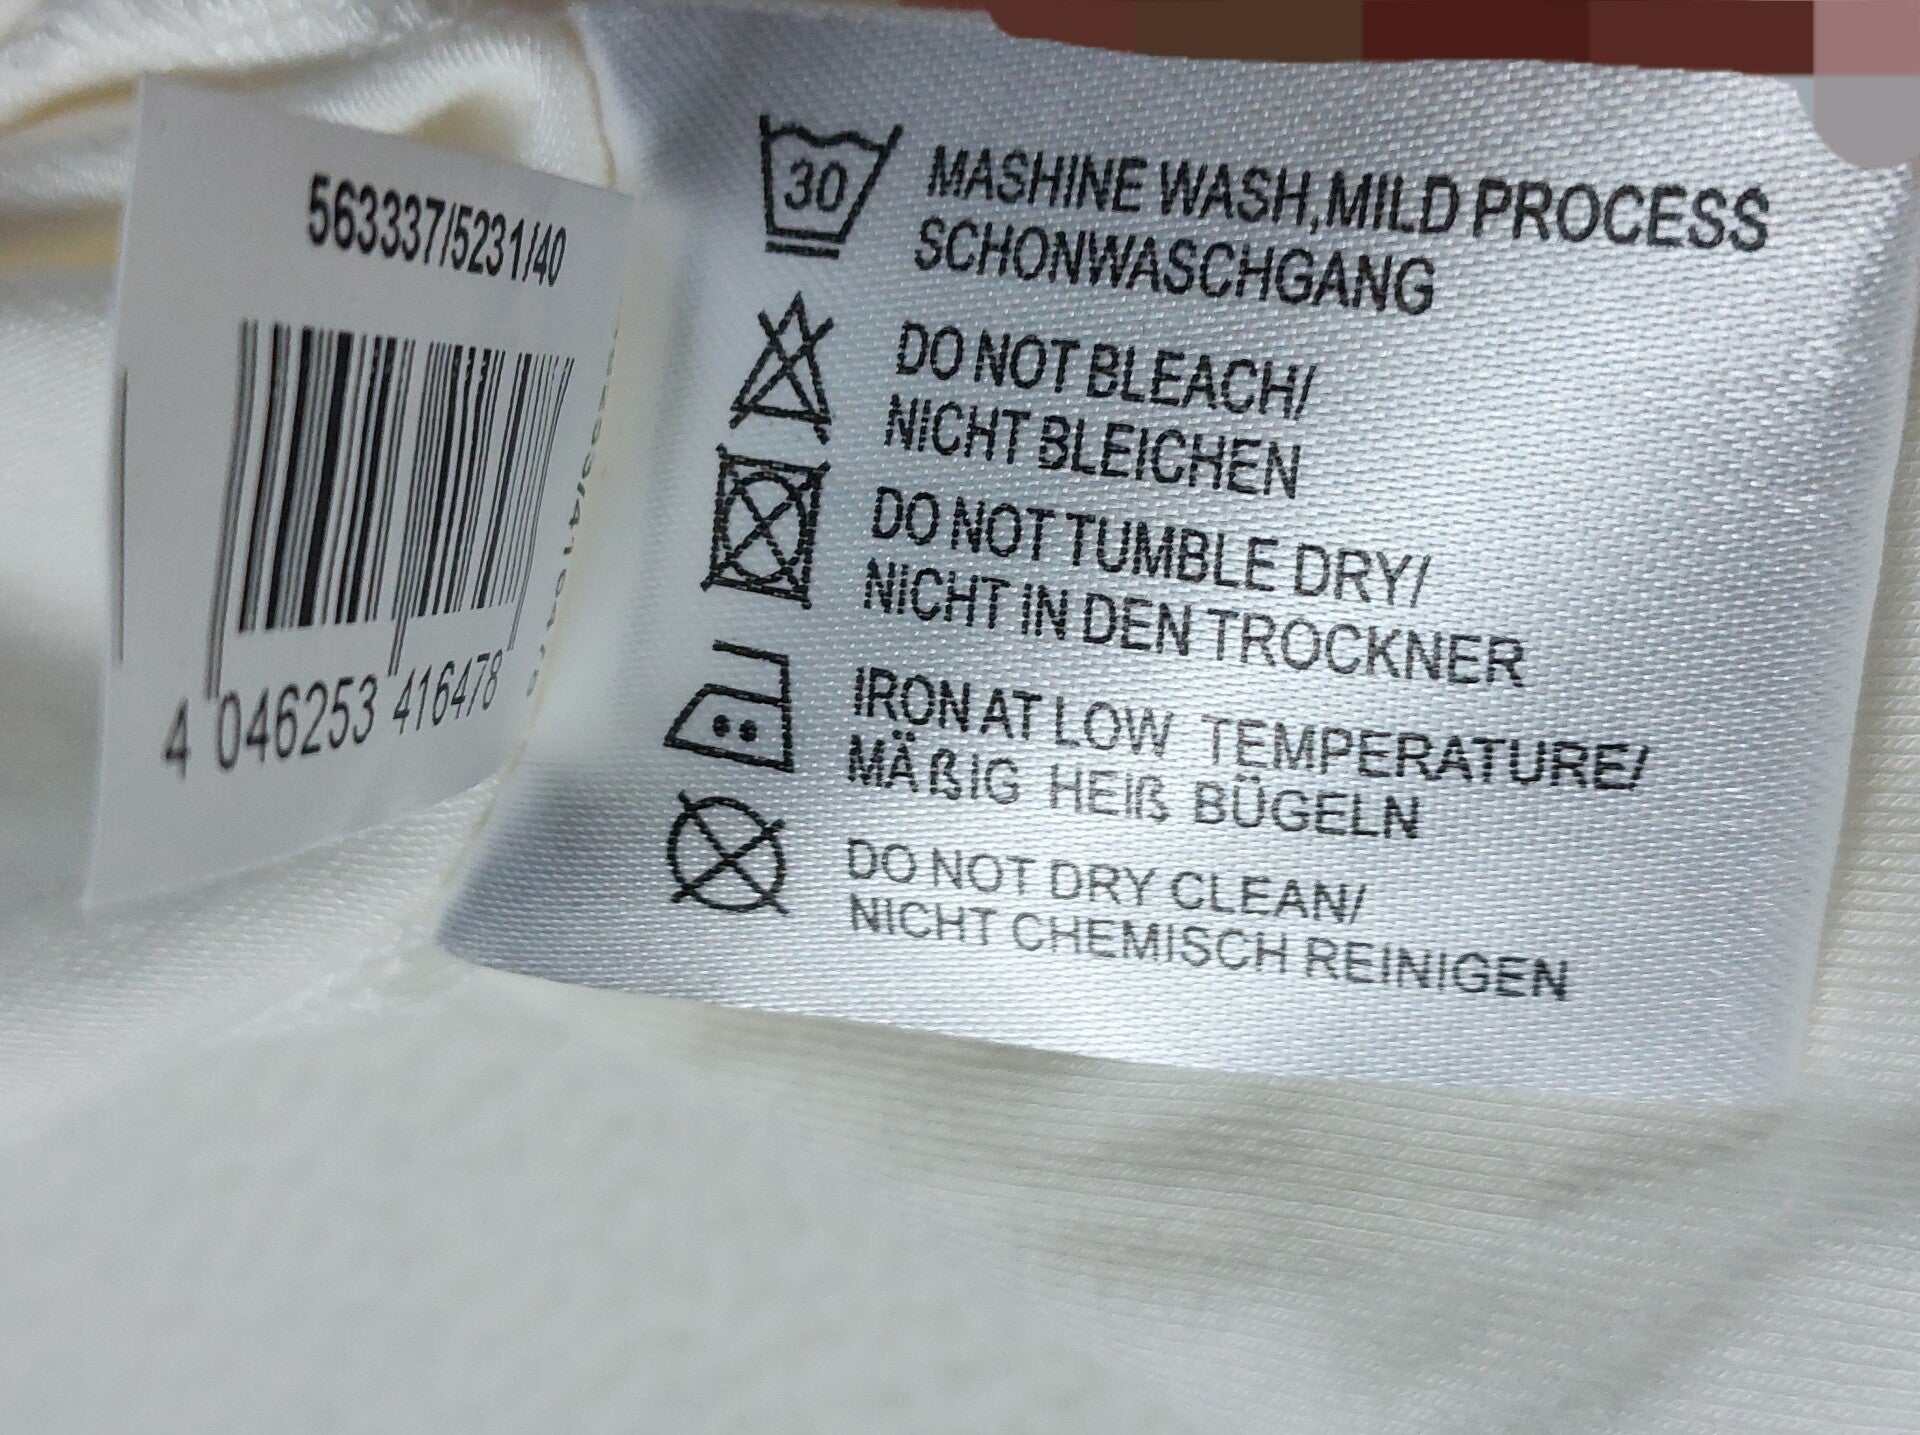 563337/5231/40
4 046253 416478
30
MASHINE WASH,MILD PROCESS
SCHONWASCHGANG
DO NOT BLEACH/
NICHT BLEICHEN
DO NOT TUMBLE DRY/
NICHT IN DEN TROCKNER
IRON AT LOW TEMPERATURE/
MÄßIG HEIß BÜGELN
DO NOT DRY CLEAN/
NICHT CHEMISCH REINIGEN